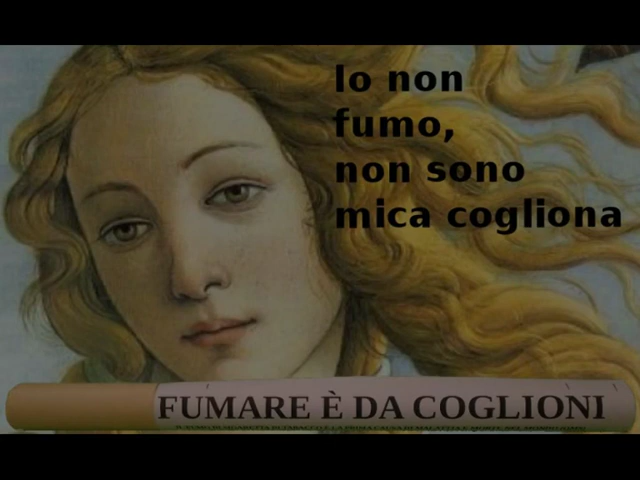 Io non
fumo,
non sono
mica cogliona
FUMARE È DA COGLIONI